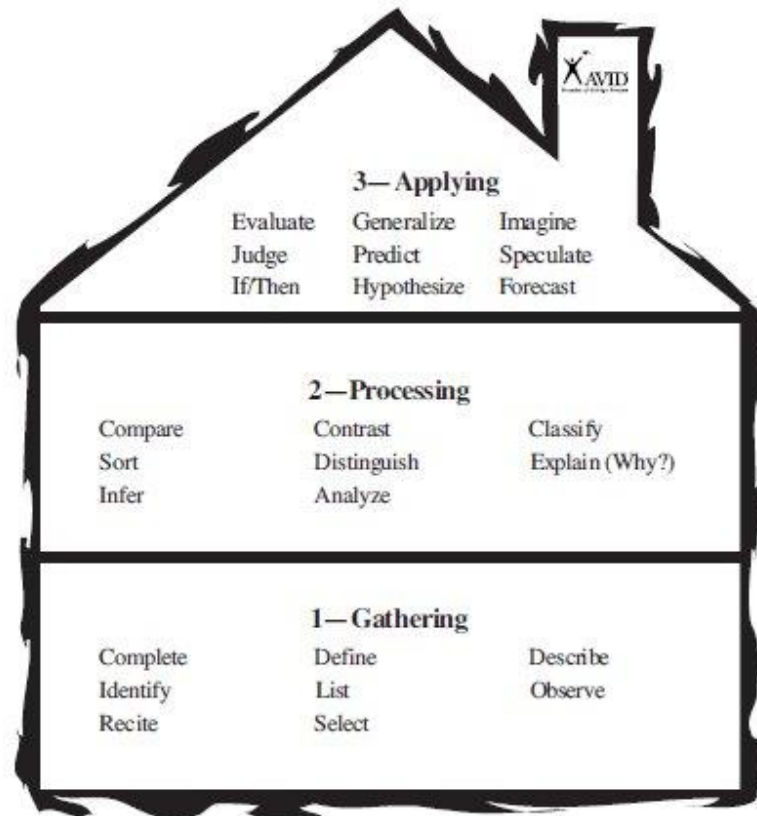 AVID
3—Applying
Evaluate Generalize Imagine
Judge Predict Speculate
If/Then Hypothesize Forecast
2—Processing
Compare Contrast Classify
Sort Distinguish Explain (Why?)
Infer Analyze
1—Gathering
Complete Define Describe
Identify List Observe
Recite Select